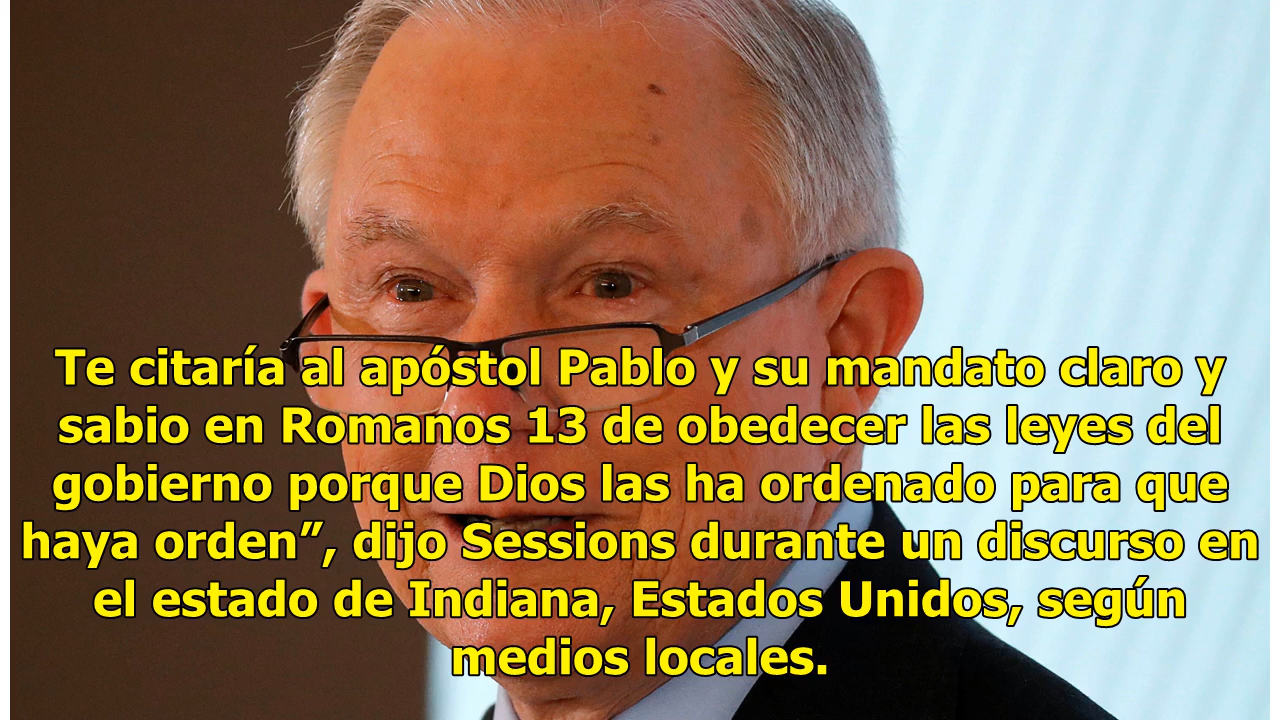 Te citaría al apóstol Pablo y su mandato claro y
sabio en Romanos 13 de obedecer las leyes del
gobierno porque Dios las ha ordenado para que
haya orden”, dijo Sessions durante un discurso en
el estado de Indiana, Estados Unidos, según
medios locales.